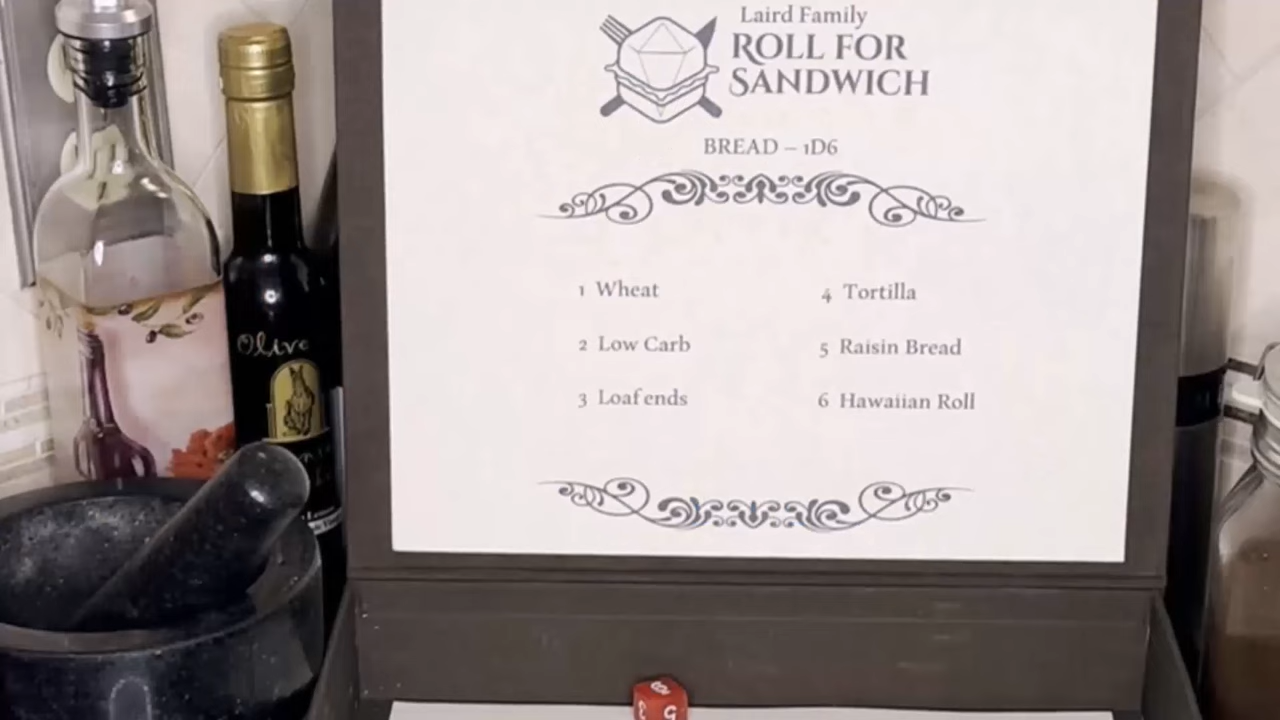 Laird Family
ROLL FOR
SANDWICH
BREAD – 1D6
1 Wheat
2 Low Carb
3 Loaf ends
4 Tortilla
5 Raisin Bread
6 Hawaiian Roll
Olive